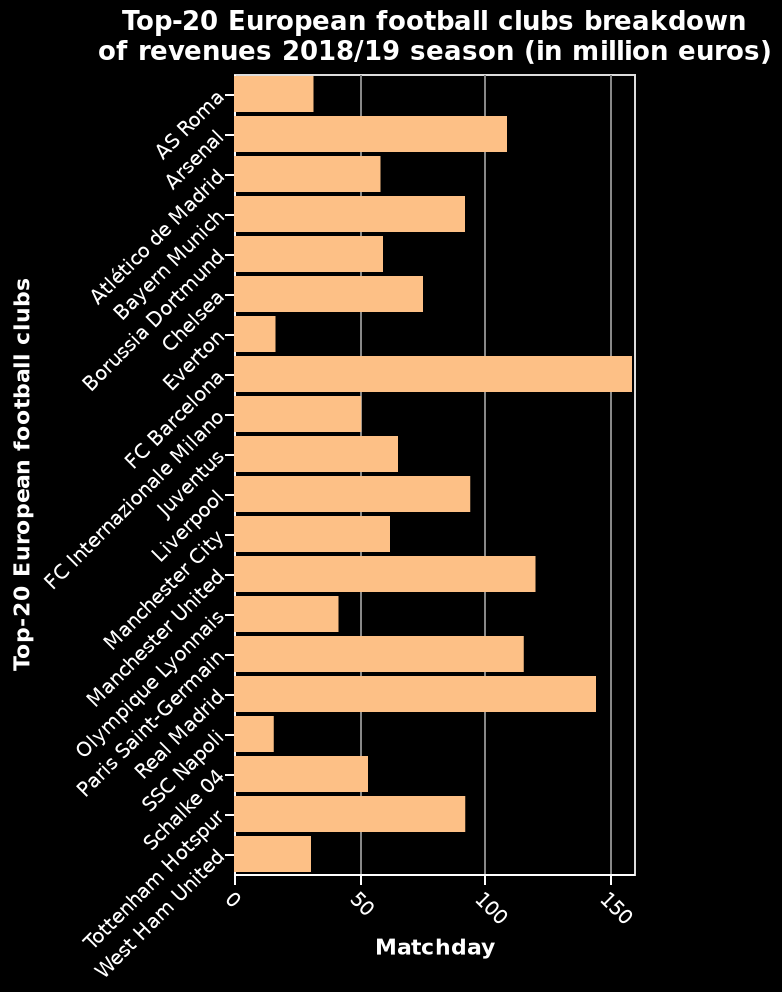 Top-20 European football clubs breakdown
of revenues 2018/19 season (in million euros)
Top-20 European football clubs
AS Roma
Arsenal
Atlético de Madrid
Bayern Munich
Borussia Dortmund
Chelsea
Everton
FC Barcelona
FC Internazionale Milano
Juventus
Liverpool
Manchester City
Manchester United
Olympique Lyonnais
Paris Saint-Germain
Real Madrid
SSC Napoli
Schalke 04
Tottenham Hotspur
West Ham United
0
50
100
150
Matchday